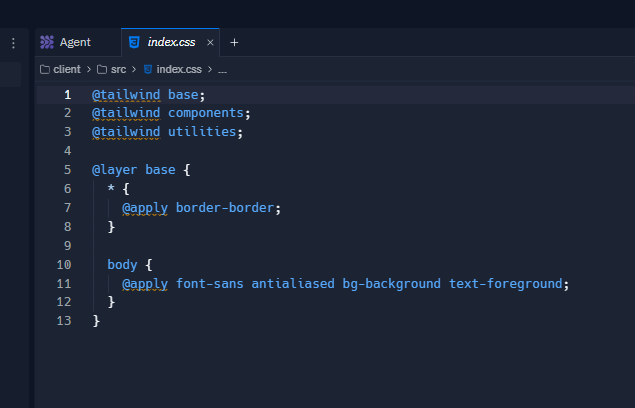 Agent
index.css × +
client > src > index.css > ...
1 @tailwind base;
2 @tailwind components;
3 @tailwind utilities;
4
5 @layer base {
6   * {
7     @apply border-border;
8   }
9
10   body {
11     @apply font-sans antialiased bg-background text-foreground;
12   }
13 }